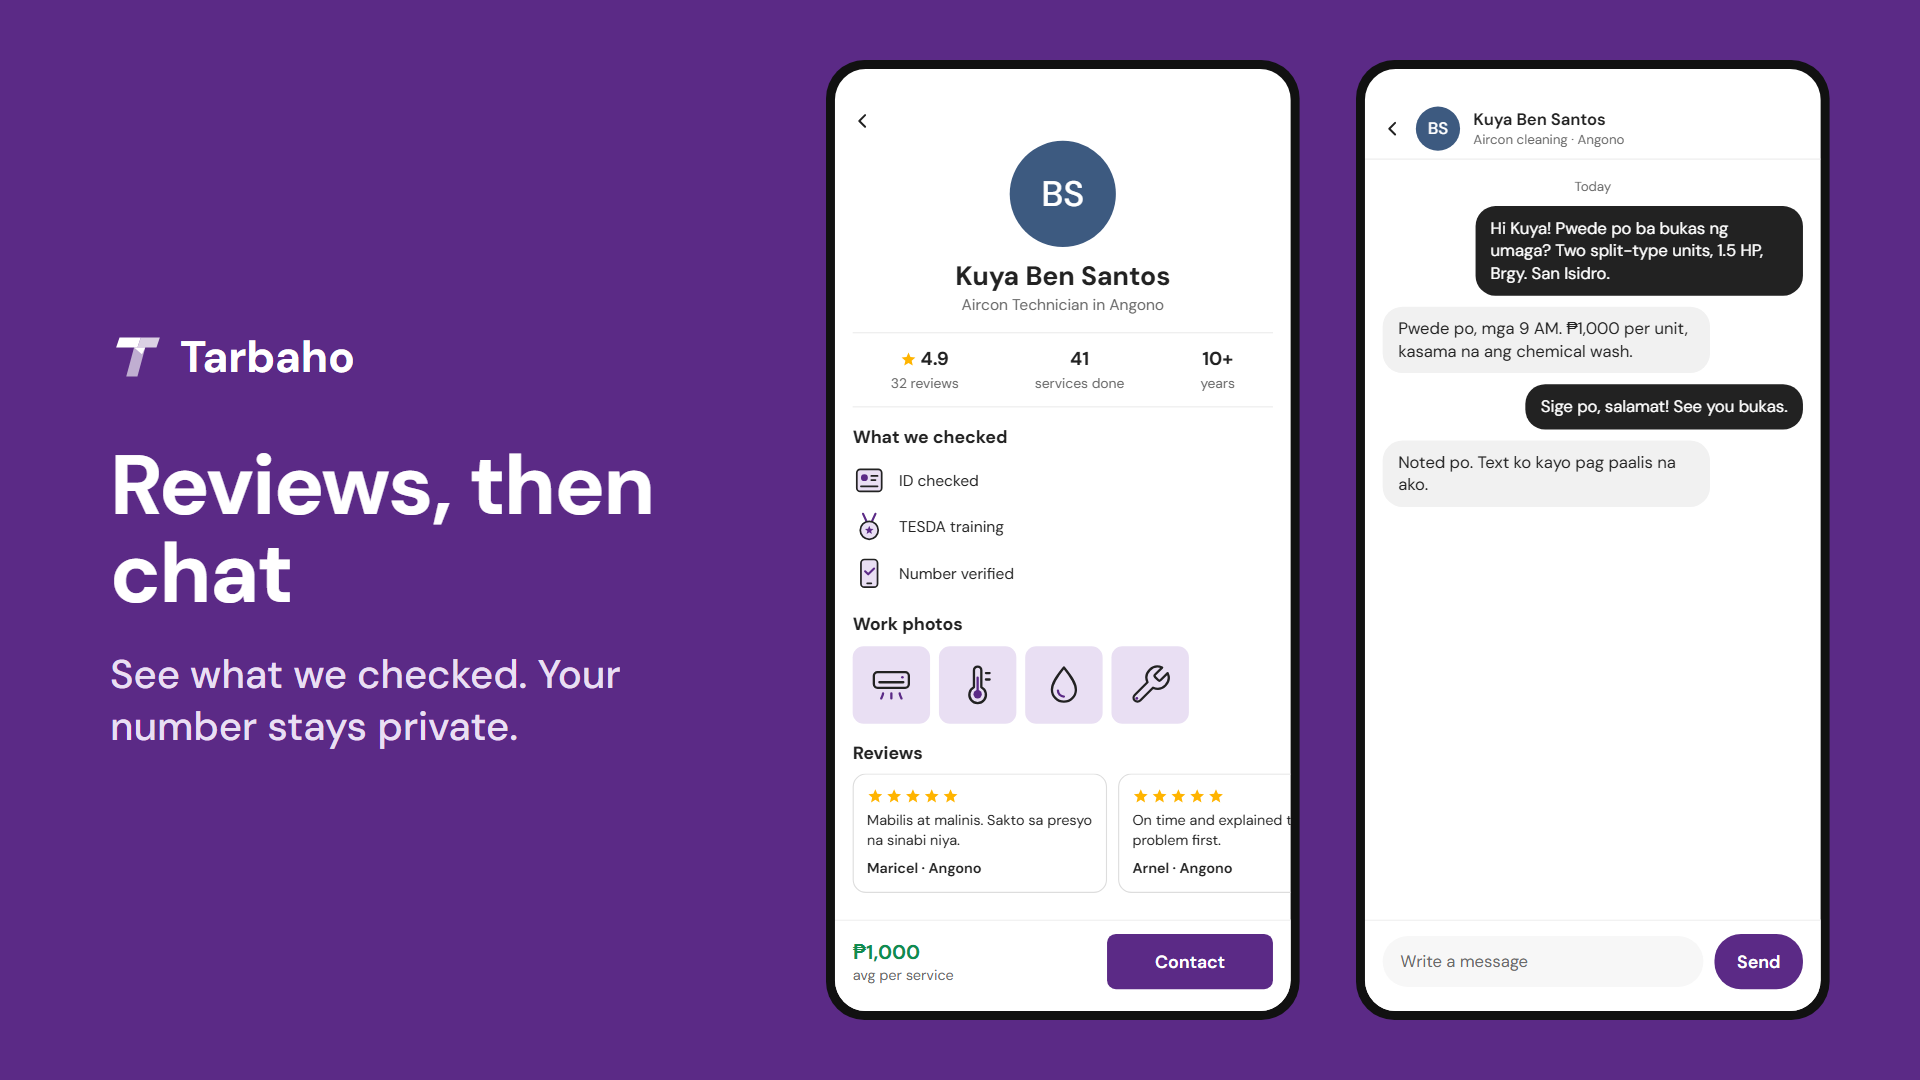 Tarbaho
Reviews, then
chat
See what we checked. Your
number stays private.
BS
Kuya Ben Santos
Aircon Technician in Angono
4.9
32 reviews
41
services done
10+
years
What we checked
ID checked
TESDA training
Number verified
Work photos
Reviews
Mabilis at malinis. Sakto sa presyo
na sinabi niya.
Maricel · Angono
On time and explained t
problem first.
Arnel · Angono
₱1,000
avg per service
Contact
BS
Kuya Ben Santos
Aircon cleaning · Angono
Today
Hi Kuya! Pwede po ba bukas ng
umaga? Two split-type units, 1.5 HP,
Brgy. San Isidro.
Pwede po, mga 9 AM. ₱1,000 per unit,
kasama na ang chemical wash.
Sige po, salamat! See you bukas.
Noted po. Text ko kayo pag paalis na
ako.
Write a message
Send